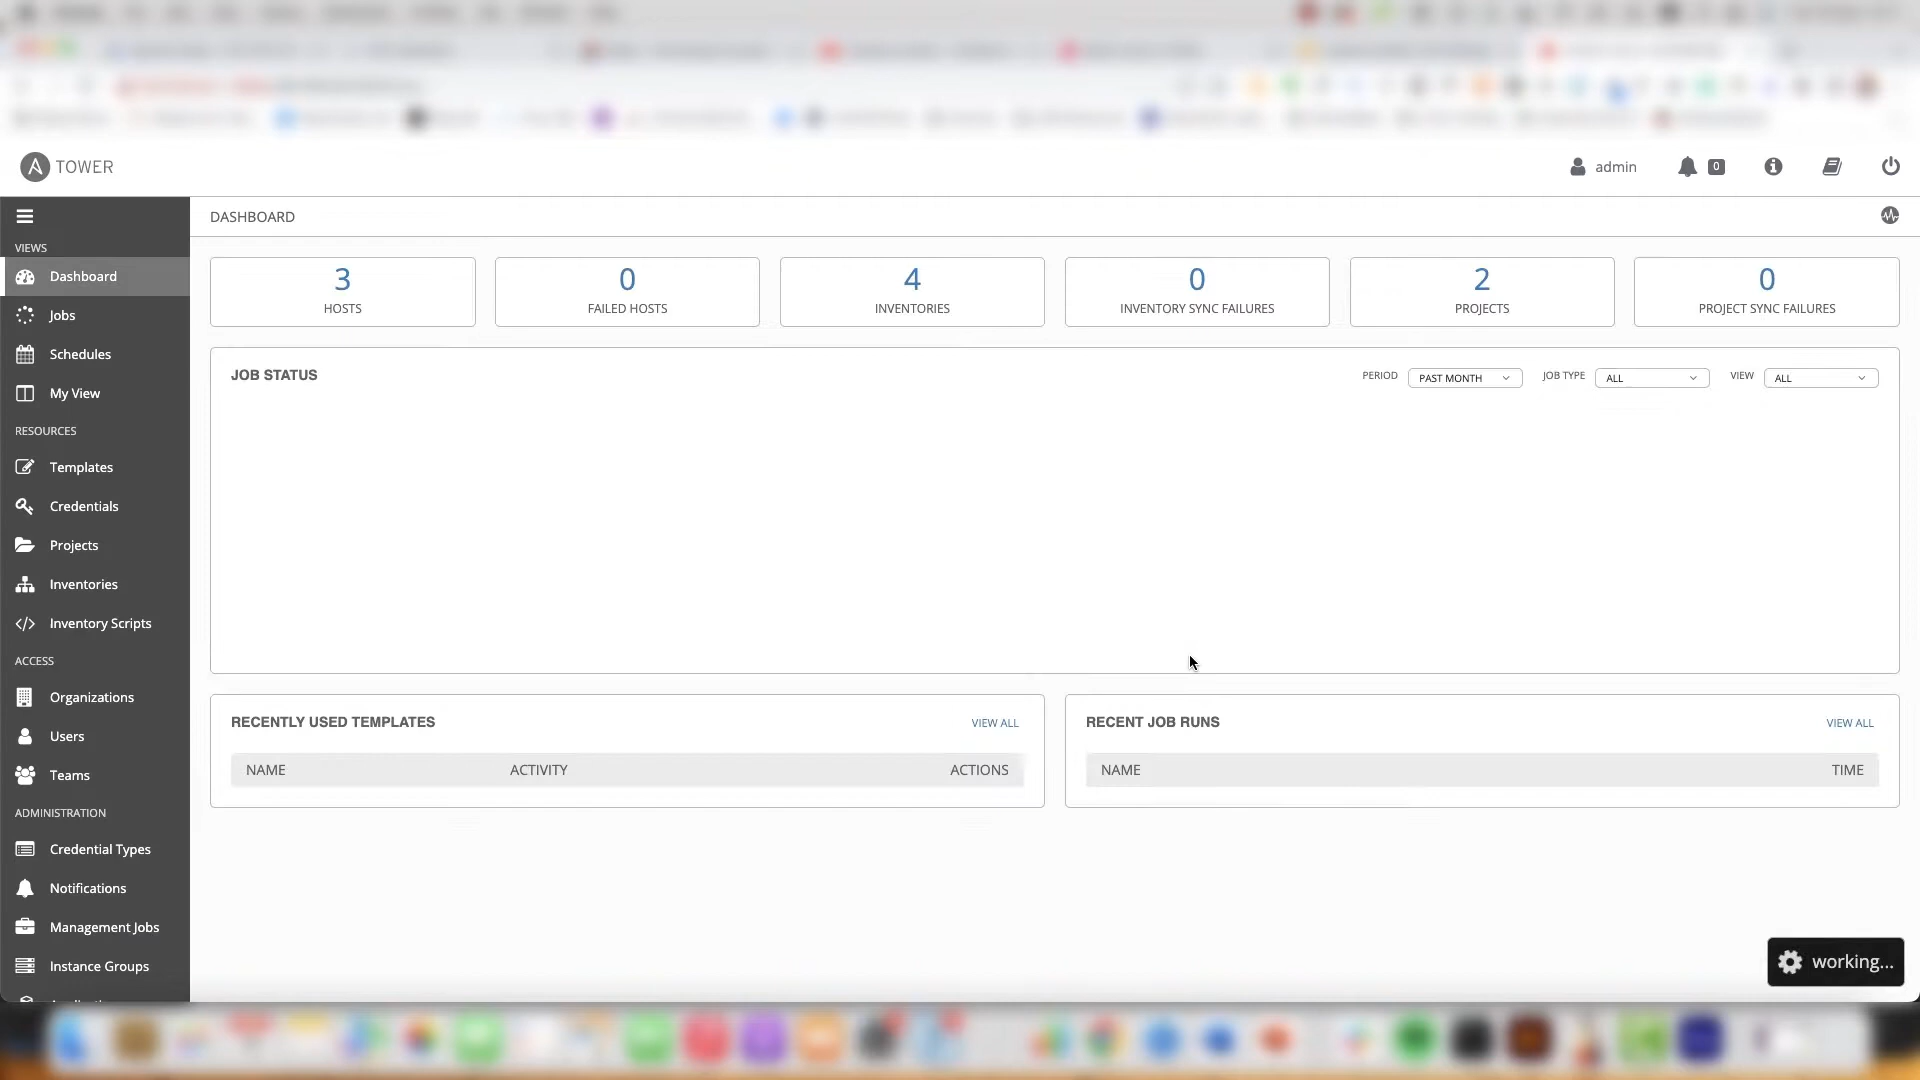 TOWER
admin
0
DASHBOARD
VIEWS
Dashboard
Jobs
Schedules
My View
RESOURCES
Templates
Credentials
Projects
Inventories
Inventory Scripts
ACCESS
Organizations
Users
Teams
ADMINISTRATION
Credential Types
Notifications
Management Jobs
Instance Groups
3
HOSTS
0
FAILED HOSTS
4
INVENTORIES
0
INVENTORY SYNC FAILURES
2
PROJECTS
0
PROJECT SYNC FAILURES
JOB STATUS
PERIOD PAST MONTH JOB TYPE ALL VIEW ALL
RECENTLY USED TEMPLATES VIEW ALL
NAME ACTIVITY ACTIONS
RECENT JOB RUNS VIEW ALL
NAME TIME
working...